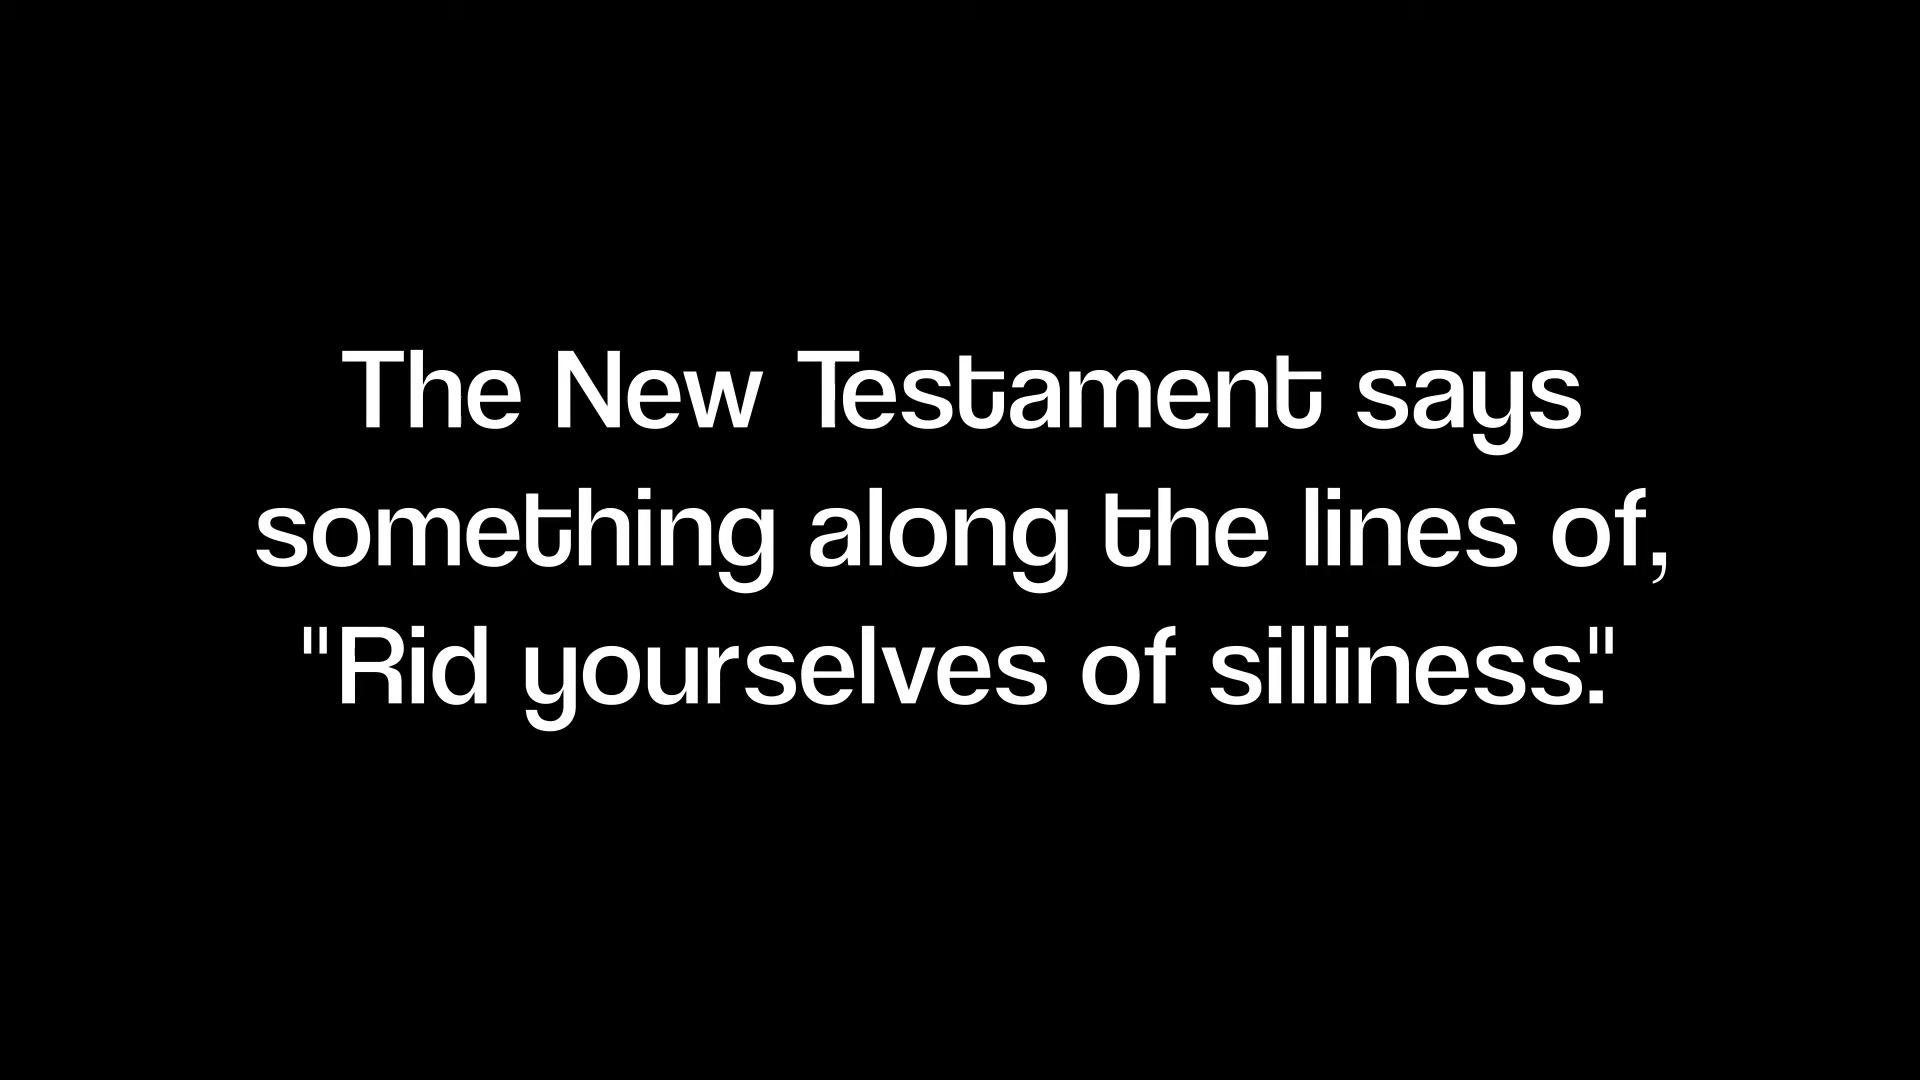 The New Testament says
something along the lines of,
"Rid yourselves of silliness."